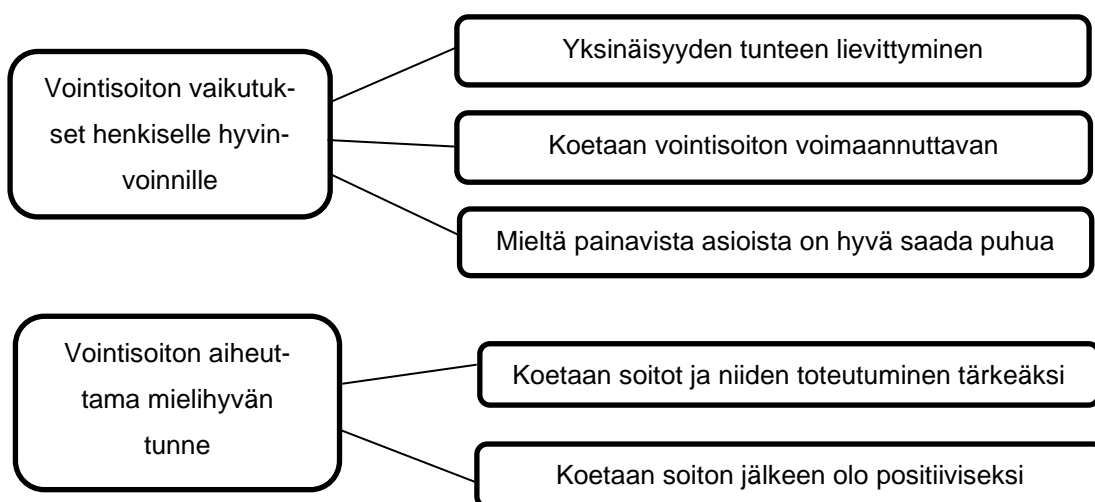 Vointisoiton vaikutuk-
set henkiselle hyvin-
voinnille
Yksinäisyyden tunteen lievittyminen
Koetaan vointisoiton voimaannuttavan
Mieltä painavista asioista on hyvä saada puhua
Vointisoiton aiheut-
tama mielihyvän
tunne
Koetaan soitot ja niiden toteutuminen tärkeäksi
Koetaan soiton jälkeen olo positiiviseksi